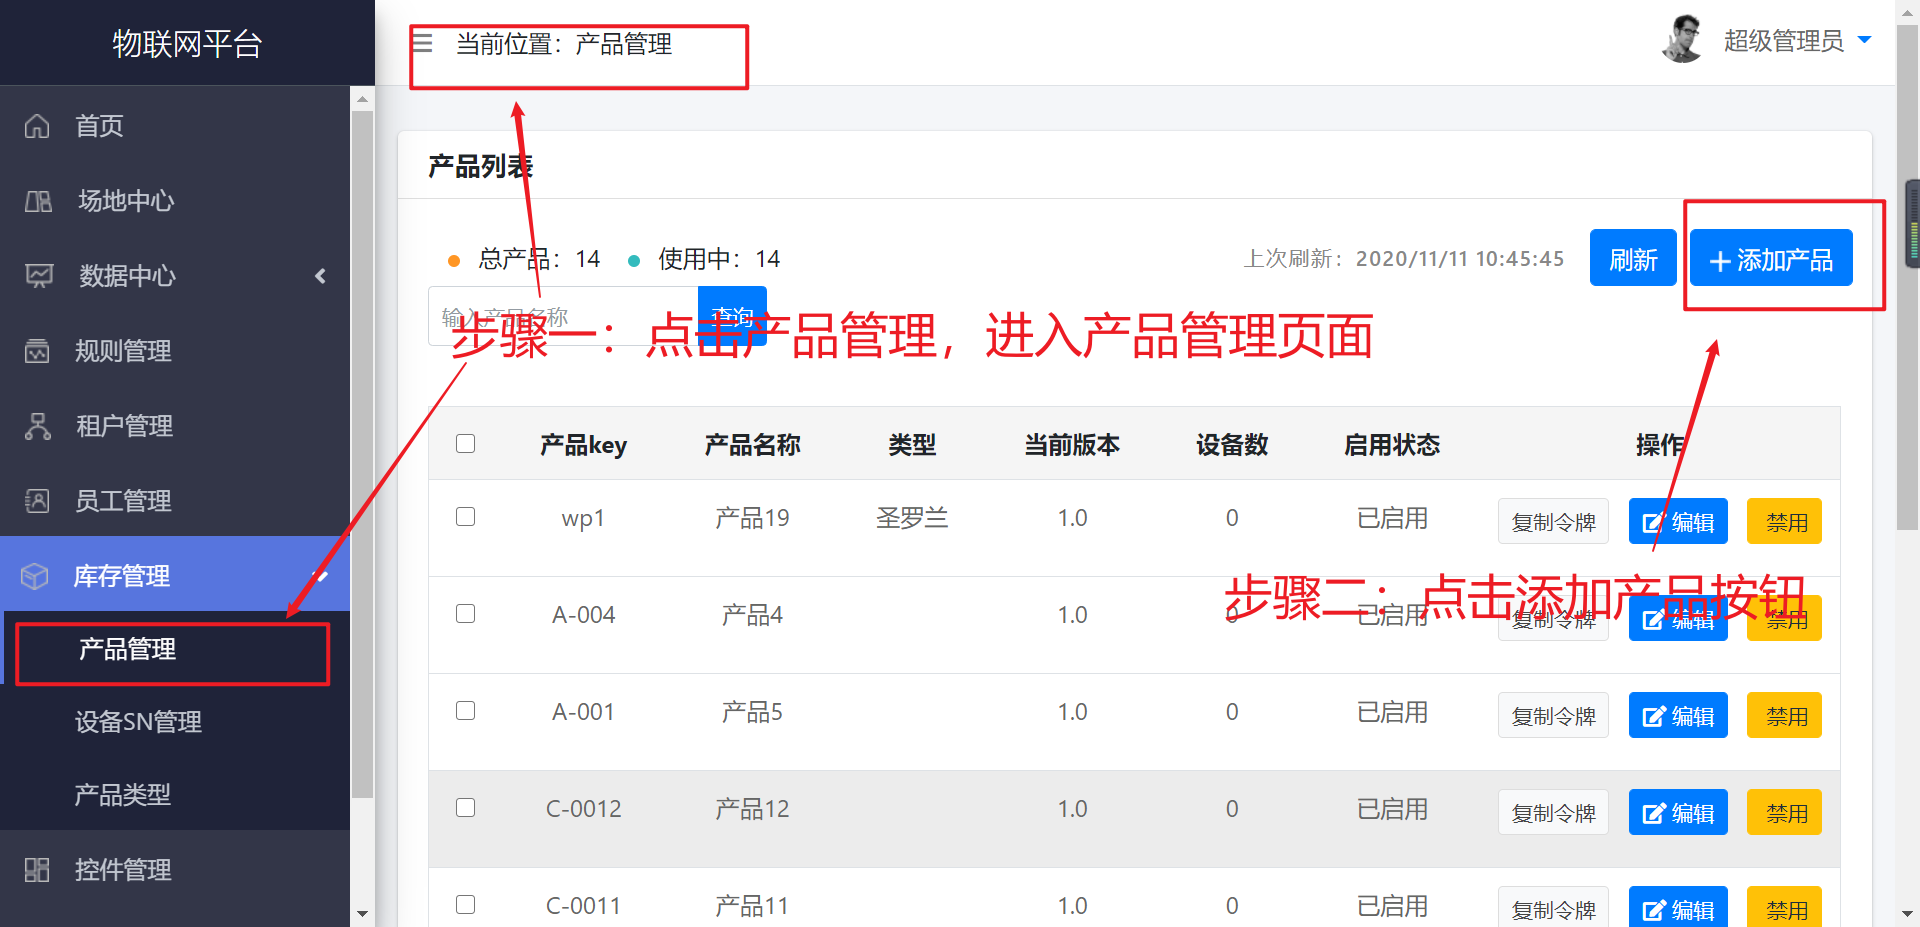 物联网平台
当前位置：产品管理
超级管理员
首页
场地中心
数据中心
规则管理
租户管理
员工管理
库存管理
产品管理
设备SN管理
产品类型
控件管理
产品列表
总产品：14 使用中：14
上次刷新：2020/11/11 10:45:45
刷新
添加产品
输入产品名称
查询
步骤一：点击产品管理，进入产品管理页面
产品key 产品名称 类型 当前版本 设备数 启用状态 操作
wp1 产品19 圣罗兰 1.0 0 已启用 复制令牌 编辑 禁用
步骤二：点击添加产品按钮
A-004 产品4 1.0 0 已启用 复制令牌 编辑 禁用
A-001 产品5 1.0 0 已启用 复制令牌 编辑 禁用
C-0012 产品12 1.0 0 已启用 复制令牌 编辑 禁用
C-0011 产品11 1.0 0 已启用 复制令牌 编辑 禁用